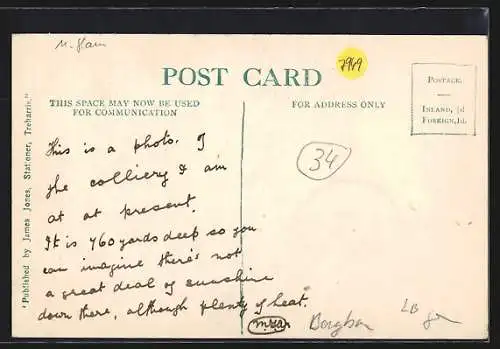 M. Glam
7969
POST CARD
THIS SPACE MAY NOW BE USED
FOR COMMUNICATION
FOR ADDRESS ONLY
POSTAGE.
INLAND, ½d
FOREIGN, 1d.
"Published by James Jones, Stationer, Treharris."
This is a photo. of
the colliery I am
at at present.
It is 760 yards deep so you
can imagine there's not
a great deal of sunshine
down there, although plenty of heat.
34
LB